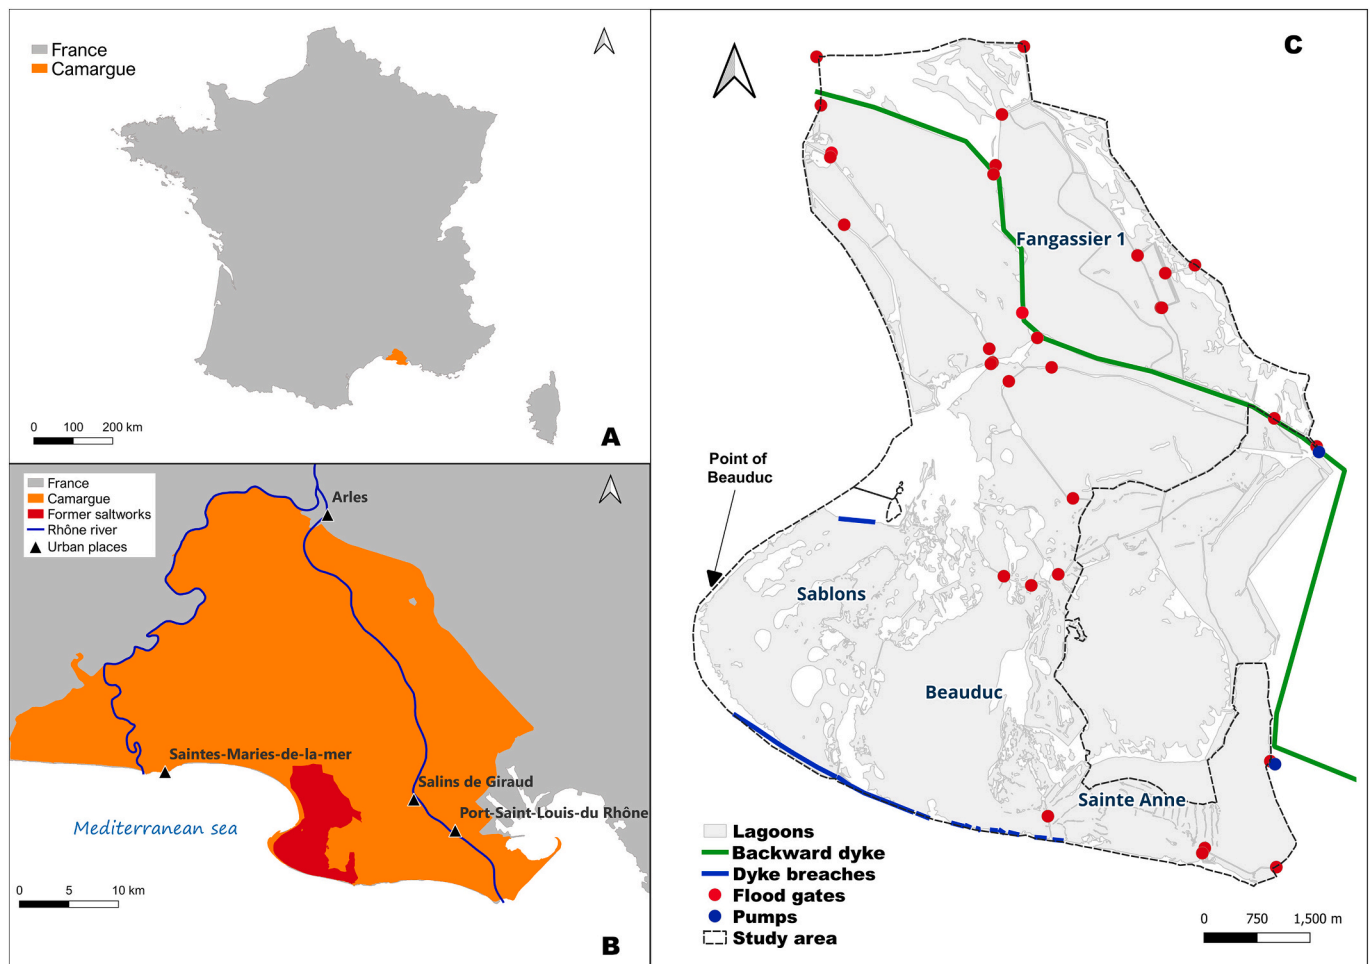 France
Camargue
0 100 200 km
A
France
Camargue
Former saltworks
Rhône river
Urban places
Arles
Saintes-Maries-de-la-mer
Salins de Giraud
Port-Saint-Louis-du Rhône
Mediterranean sea
0 5 10 km
B
C
Fangassier 1
Point of
Beauduc
Sablons
Beauduc
Sainte Anne
Lagoons
Backward dyke
Dyke breaches
Flood gates
Pumps
Study area
0 750 1,500 m